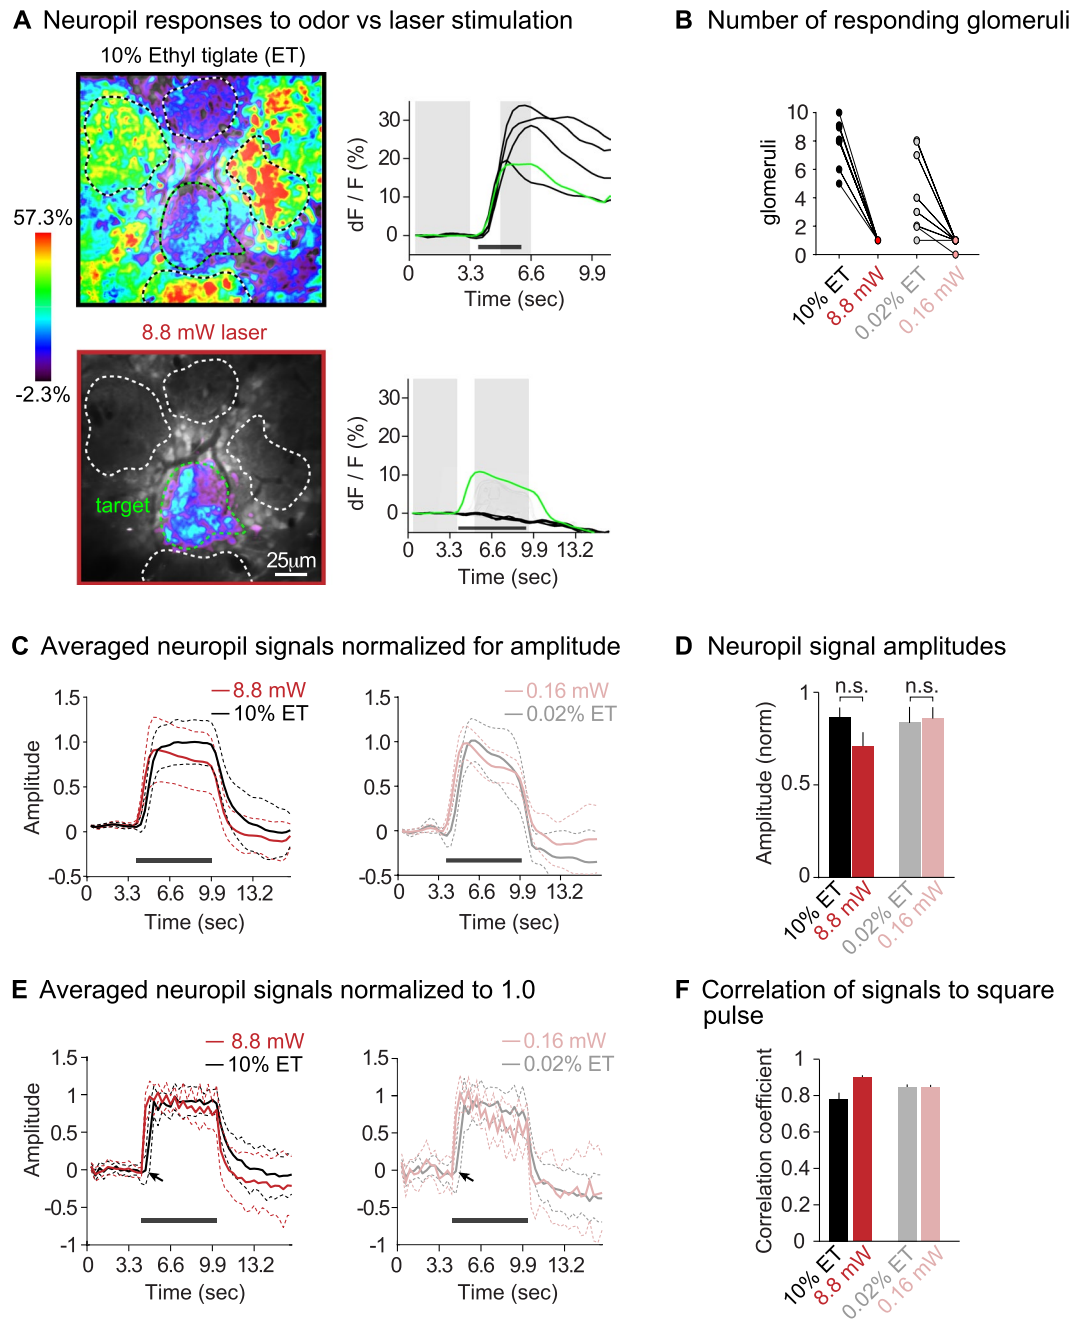 A Neuropil responses to odor vs laser stimulation
10% Ethyl tiglate (ET)
57.3%
-2.3%
dF / F (%)
30
20
10
0
0 3.3 6.6 9.9
Time (sec)
8.8 mW laser
target
25μm
dF / F (%)
30
20
10
0
0 3.3 6.6 9.9 13.2
Time (sec)
B Number of responding glomeruli
glomeruli
10
8
6
4
2
0
10% ET
8.8 mW
0.02% ET
0.16 mW
C Averaged neuropil signals normalized for amplitude
Amplitude
1.5
1.0
0.5
0
-0.5
8.8 mW
10% ET
0 3.3 6.6 9.9 13.2
Time (sec)
1.5
1.0
0.5
0
-0.5
0.16 mW
0.02% ET
0 3.3 6.6 9.9 13.2
Time (sec)
D Neuropil signal amplitudes
Amplitude (norm)
1
0.5
0
n.s.
n.s.
10% ET
8.8 mW
0.02% ET
0.16 mW
E Averaged neuropil signals normalized to 1.0
Amplitude
1.5
1
0.5
0
-0.5
-1
8.8 mW
10% ET
0 3.3 6.6 9.9 13.2
Time (sec)
1.5
1
0.5
0
-0.5
-1
0.16 mW
0.02% ET
0 3.3 6.6 9.9 13.2
Time (sec)
F Correlation of signals to square
pulse
Correlation coefficient
1
0.8
0.6
0.4
0.2
0
10% ET
8.8 mW
0.02% ET
0.16 mW